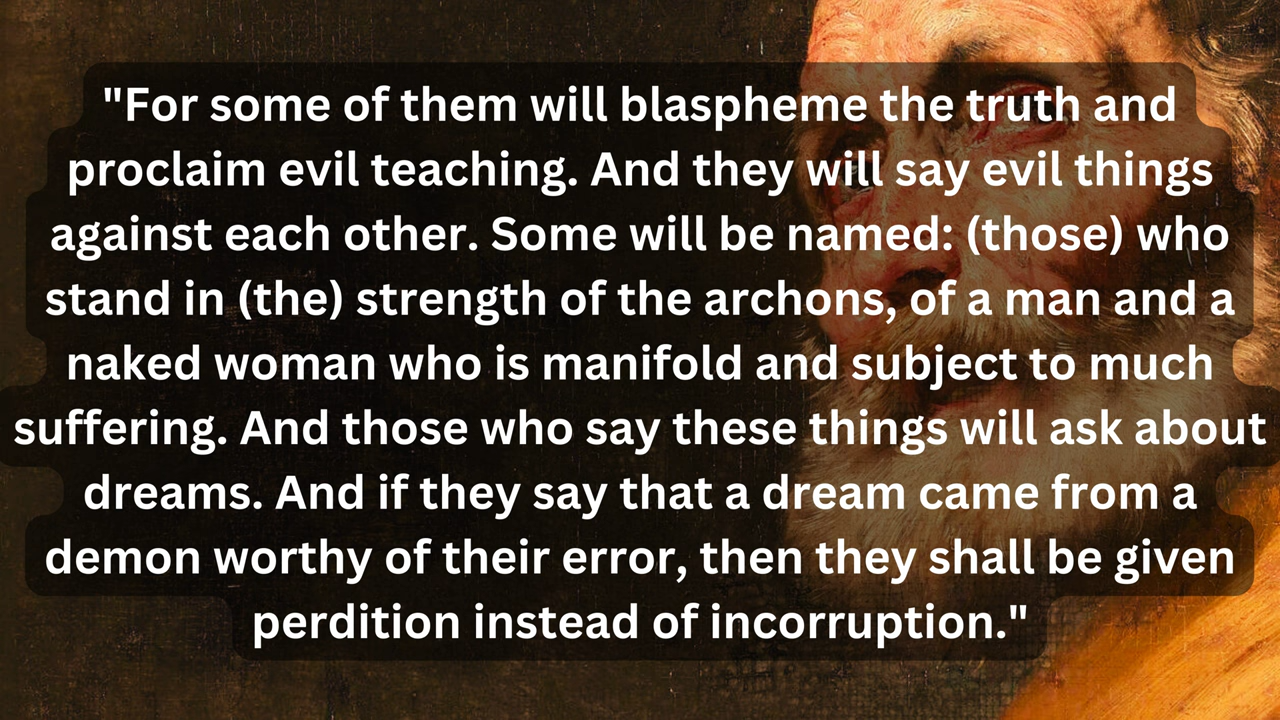 "For some of them will blaspheme the truth and
proclaim evil teaching. And they will say evil things
against each other. Some will be named: (those) who
stand in (the) strength of the archons, of a man and a
naked woman who is manifold and subject to much
suffering. And those who say these things will ask about
dreams. And if they say that a dream came from a
demon worthy of their error, then they shall be given
perdition instead of incorruption."